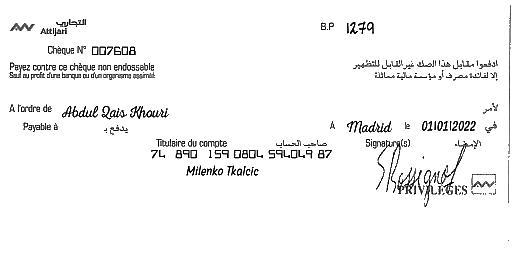 التجاري
Attijari
B.P 1279
Chèque N° 007608
Payez contre ce chèque non endossable
ادفعوا مقابل هذا الصك غير القابل للتظهير
Sauf au profit d'une banque ou d'un organisme assimilé
إلا لفائدة مصرف أو مؤسسة مالية مماثلة
A l'ordre de Abdul Qais Khouri لأمر
Payable à يدفع بـ
A Madrid le 01/01/2022 في
Titulaire du compte صاحب الحساب
Signature(s) الإمضاء
74 890 159 0804 594049 87
Milenko Tkalcic
PRIVILÈGES